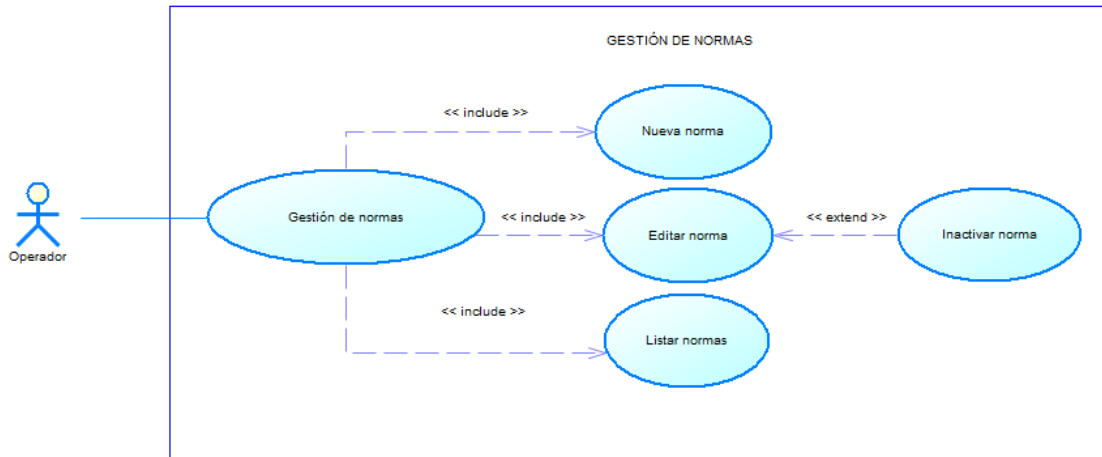 GESTIÓN DE NORMAS
<< include >>
Nueva norma
Gestión de normas
<< include >>
Editar norma
<< extend >>
Inactivar norma
Operador
<< include >>
Listar normas